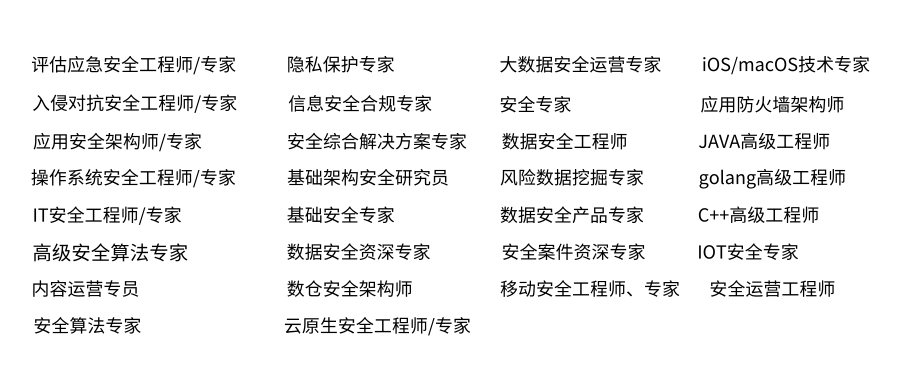 评估应急安全工程师/专家
入侵对抗安全工程师/专家
应用安全架构师/专家
操作系统安全工程师/专家
IT安全工程师/专家
高级安全算法专家
内容运营专员
安全算法专家
隐私保护专家
信息安全合规专家
安全综合解决方案专家
基础架构安全研究员
基础安全专家
数据安全资深专家
数仓安全架构师
云原生安全工程师/专家
大数据安全运营专家
安全专家
数据安全工程师
风险数据挖掘专家
数据安全产品专家
安全案件资深专家
移动安全工程师、专家
iOS/macOS技术专家
应用防火墙架构师
JAVA高级工程师
golang高级工程师
C++高级工程师
IOT安全专家
安全运营工程师